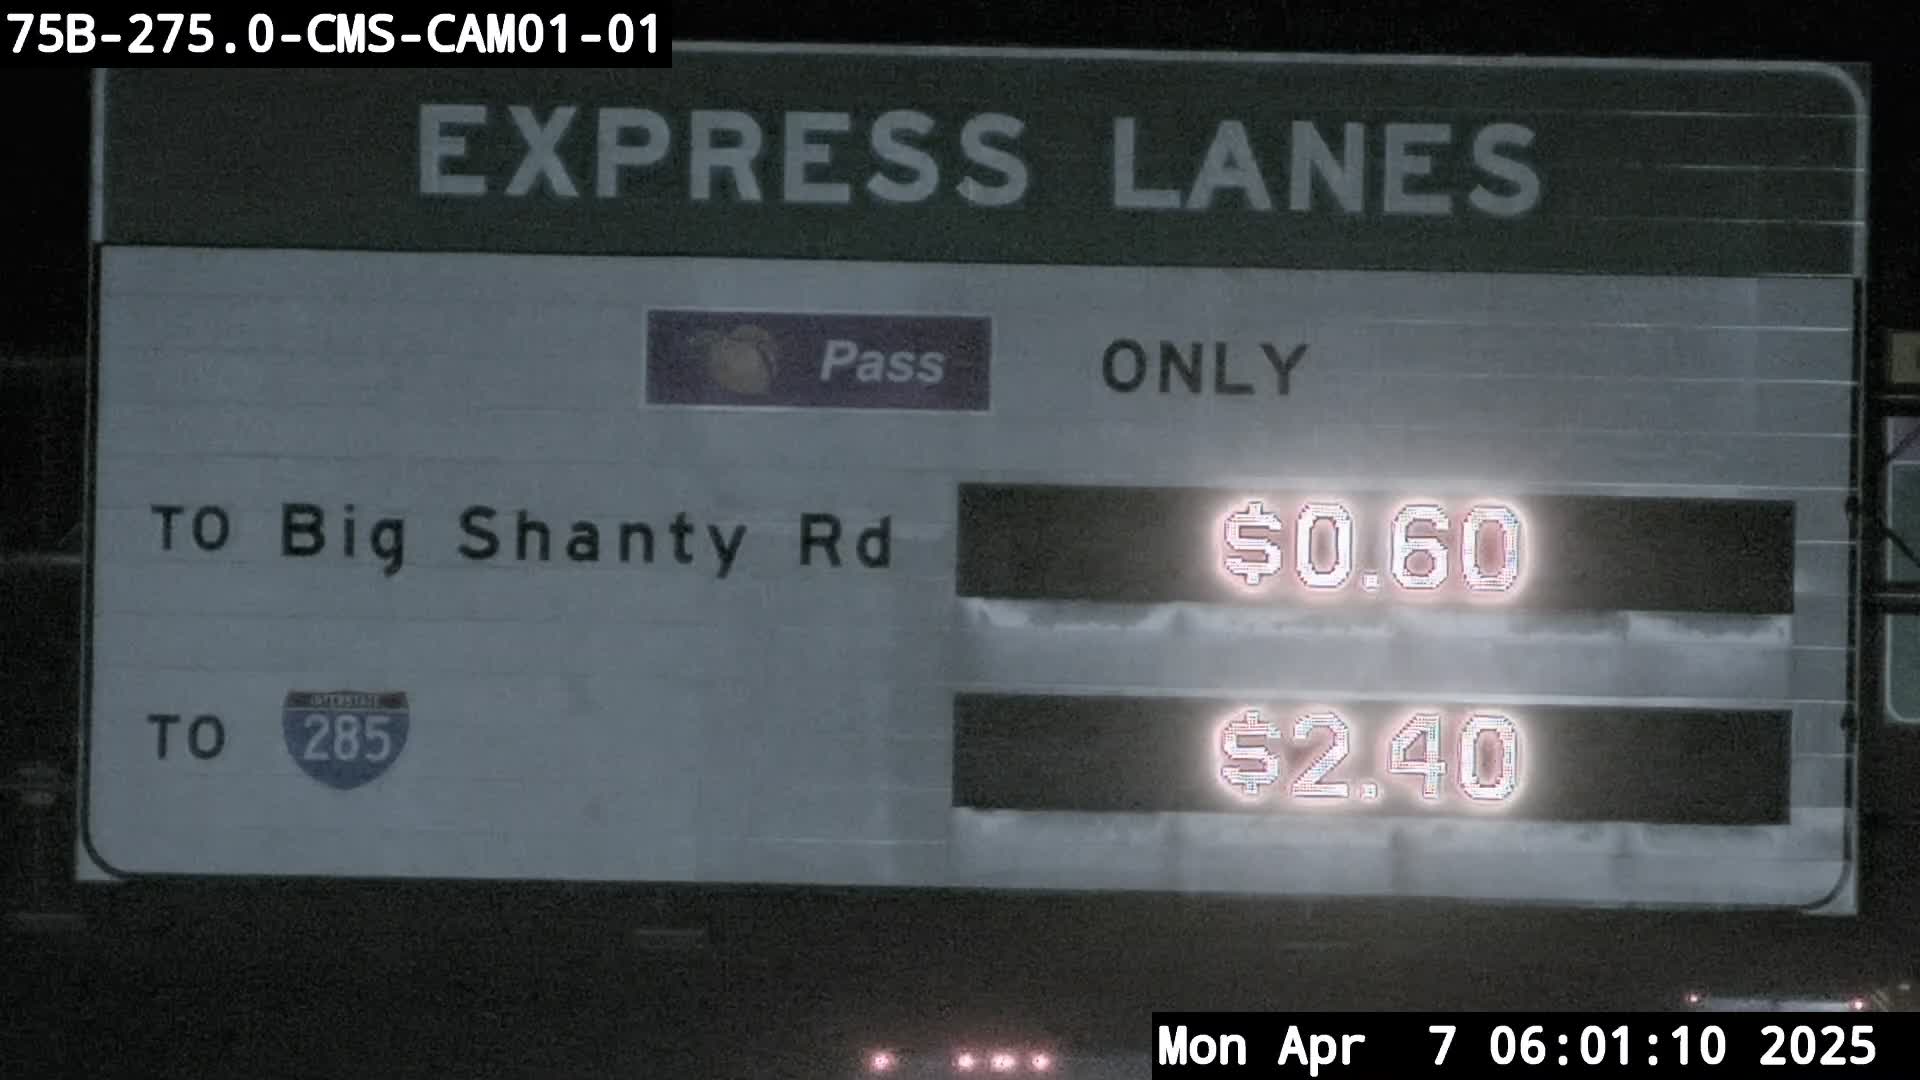 75B-275.0-CMS-CAM01-01
EXPRESS LANES
Pass ONLY
TO Big Shanty Rd $0.60
TO INTERSTATE 285 $2.40
Mon Apr 7 06:01:10 2025